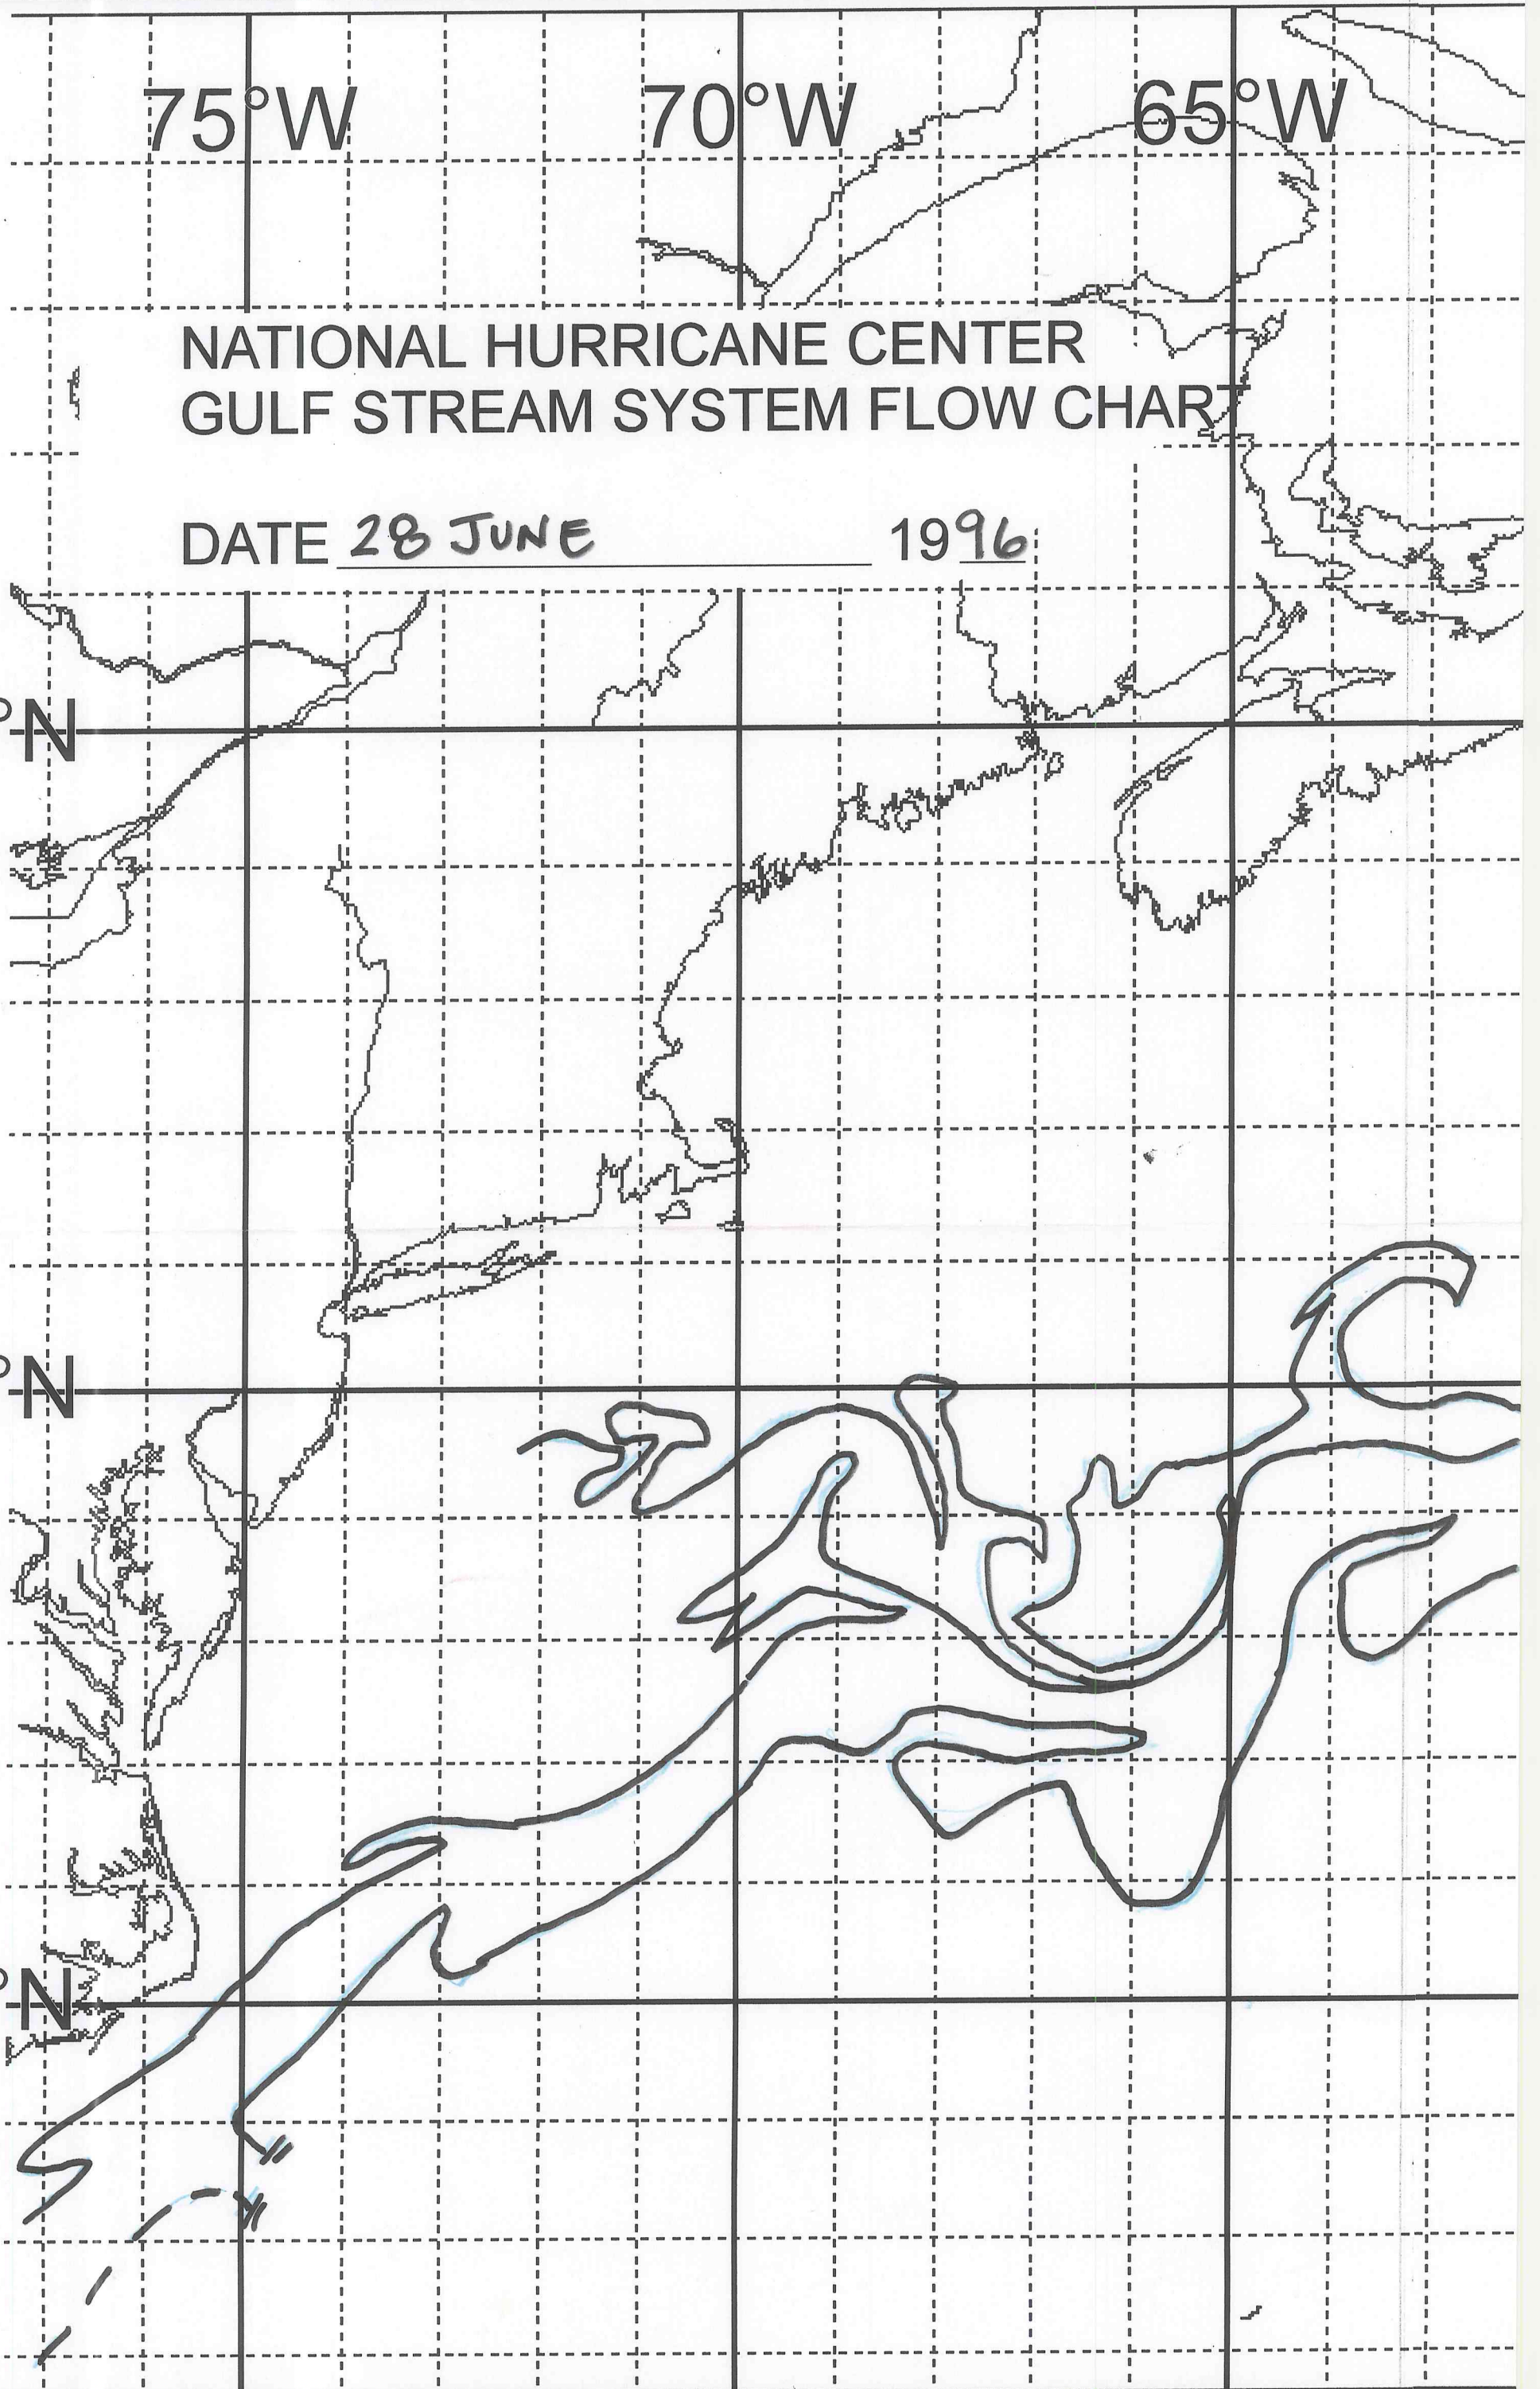 75°W 70°W 65°W
NATIONAL HURRICANE CENTER
GULF STREAM SYSTEM FLOW CHART
DATE 28 JUNE 1996
°N
°N
°N